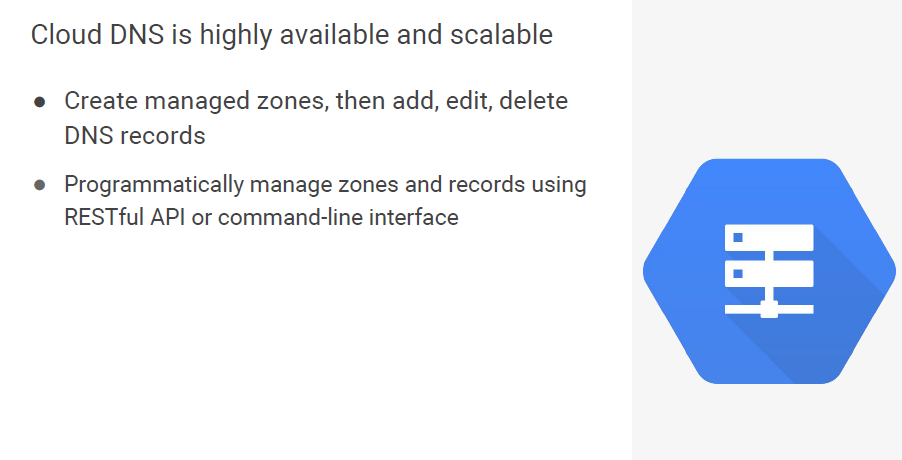 Cloud DNS is highly available and scalable
● Create managed zones, then add, edit, delete
DNS records
● Programmatically manage zones and records using
RESTful API or command-line interface